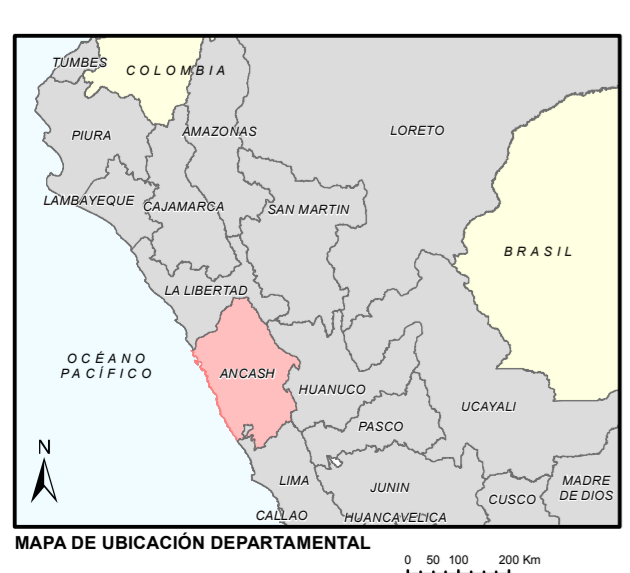 TUMBES
COLOMBIA
PIURA
AMAZONAS
LORETO
LAMBAYEQUE
CAJAMARCA
SAN MARTIN
BRASIL
LA LIBERTAD
OCÉANO
PACÍFICO
ANCASH
HUANUCO
UCAYALI
PASCO
N
LIMA
JUNIN
CUSCO
MADRE
DE DIOS
CALLAO
HUANCAVELICA
MAPA DE UBICACIÓN DEPARTAMENTAL
0 50 100 200 Km